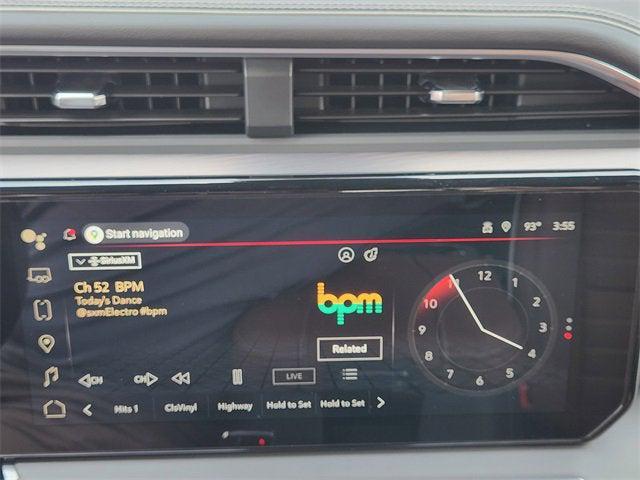 Start navigation
93° 3:55
SiriusXM
Ch 52 BPM
Today's Dance
@sxmElectro #bpm
bpm
Related
CH CH LIVE
Hits 1 ClsVinyl Highway Hold to Set Hold to Set
12
11 1
10 2
9 3
8 4
7 5
6